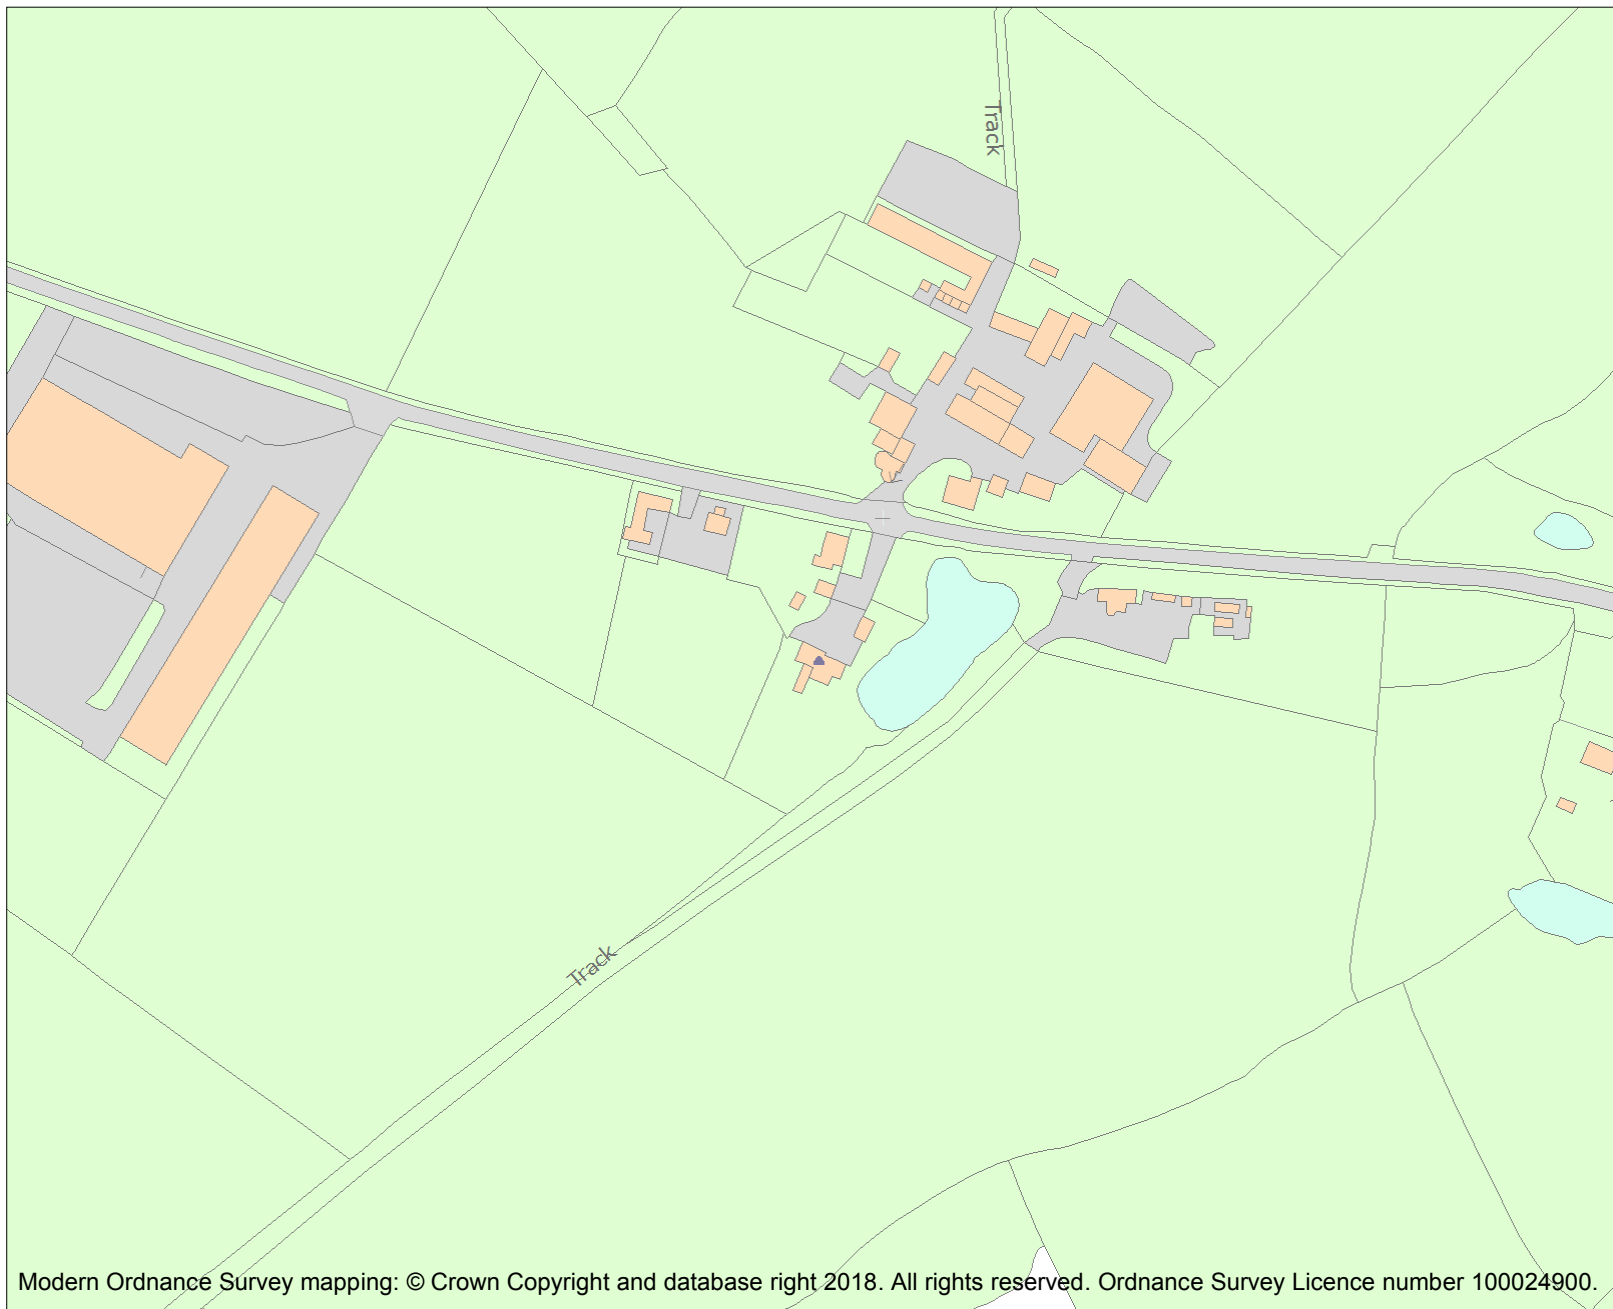 Track
Track
Modern Ordnance Survey mapping: © Crown Copyright and database right 2018. All rights reserved. Ordnance Survey Licence number 100024900.